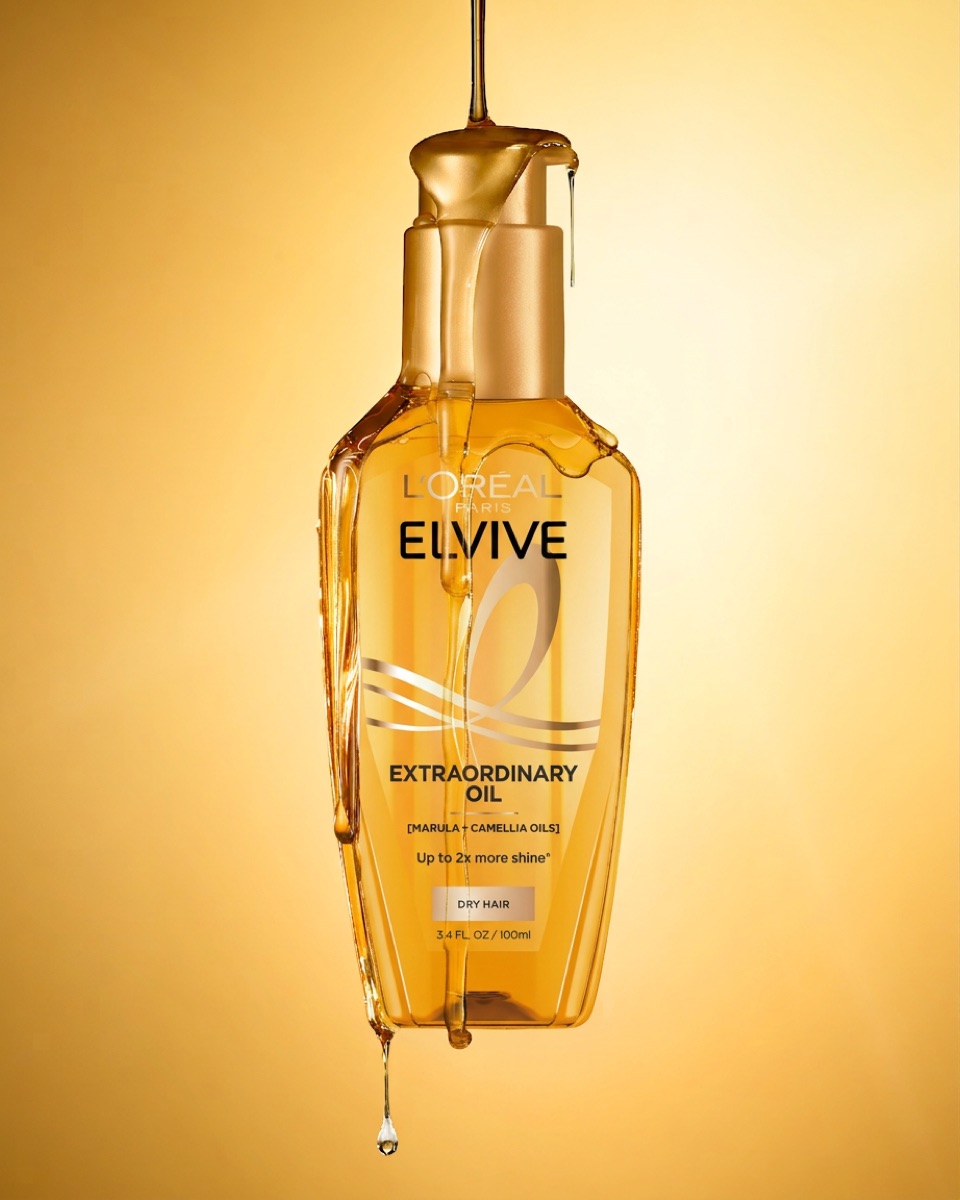 L'ORÉAL
PARIS
ELVIVE
EXTRAORDINARY
OIL
[MARULA + CAMELLIA OILS]
Up to 2x more shine*
DRY HAIR
3.4 FL. OZ / 100ml